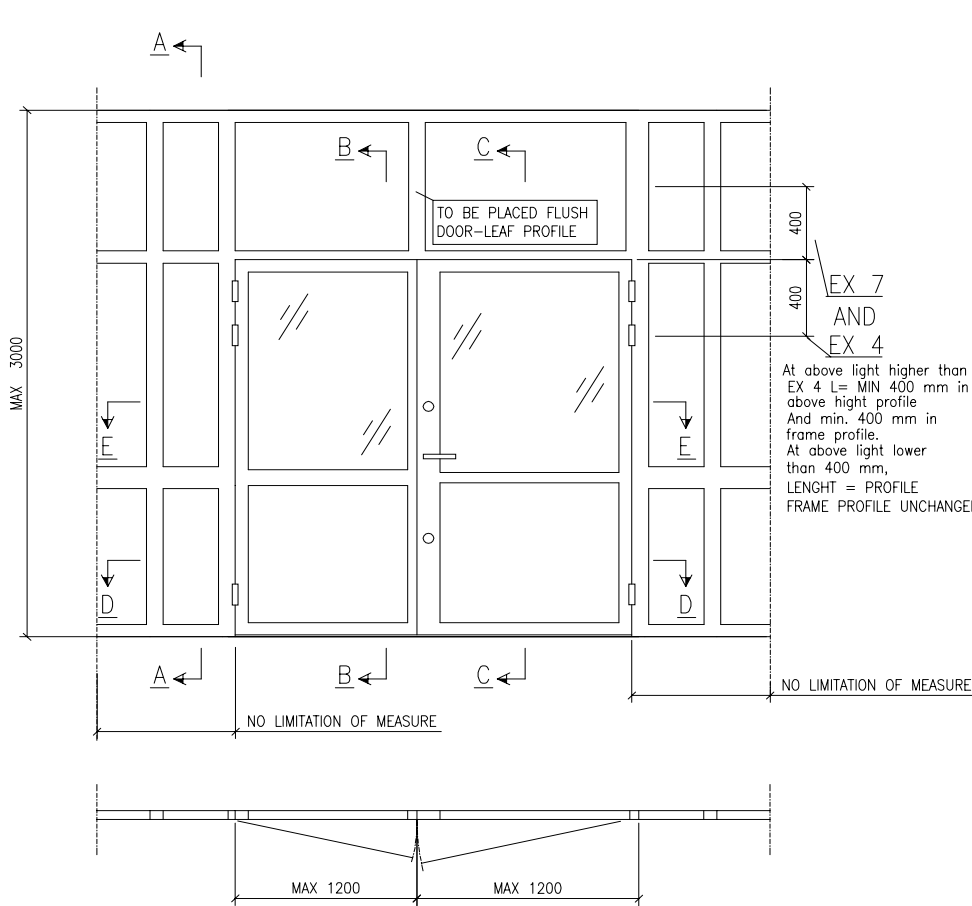 A
B
C
TO BE PLACED FLUSH
DOOR-LEAF PROFILE
400
400
EX 7
AND
EX 4
At above light higher than
EX 4 L= MIN 400 mm in
above hight profile
And min. 400 mm in
frame profile.
At above light lower
than 400 mm,
LENGHT = PROFILE
FRAME PROFILE UNCHANGED
MAX 3000
E
E
D
D
A
B
C
NO LIMITATION OF MEASURE
NO LIMITATION OF MEASURE
MAX 1200
MAX 1200